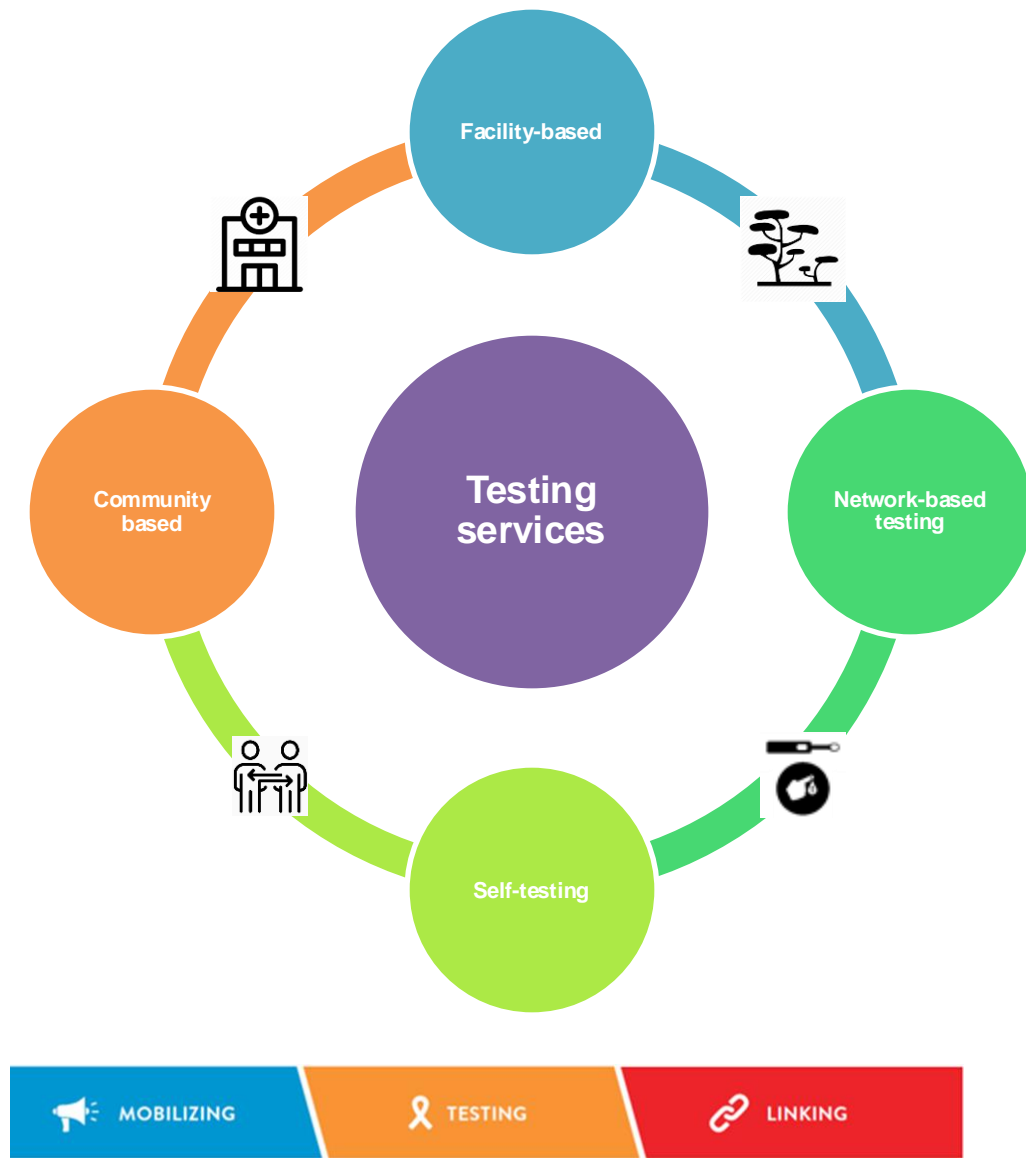 Facility-based
Community
based
Testing
services
Network-based
testing
Self-testing
MOBILIZING
TESTING
LINKING